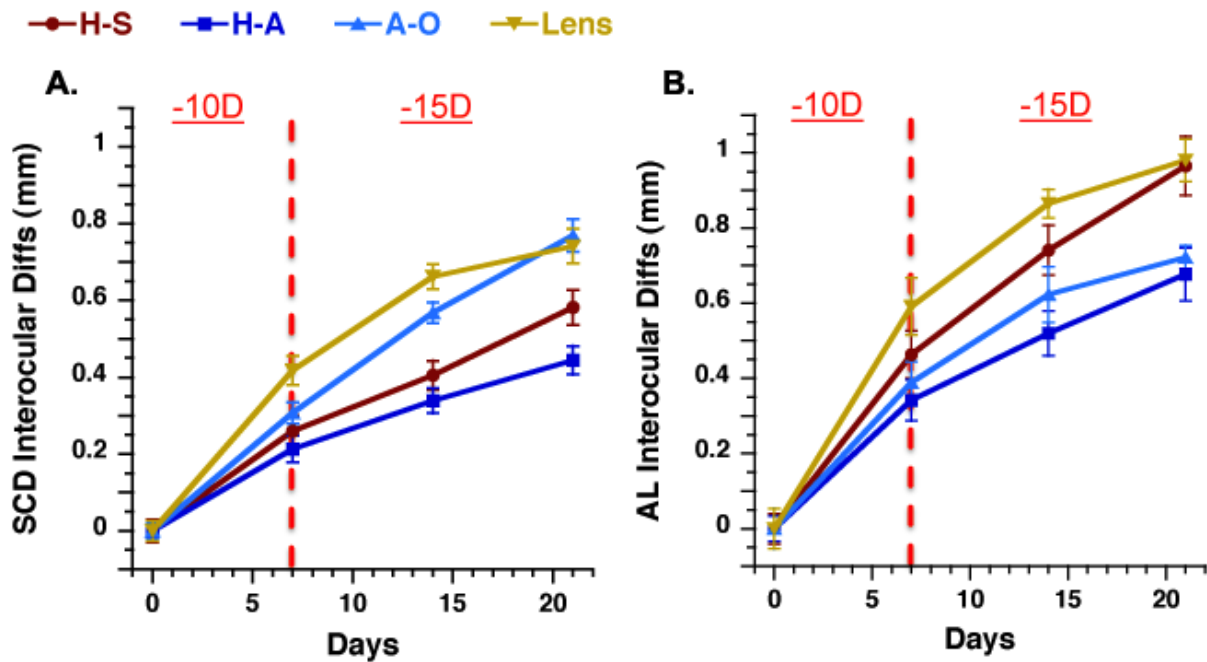 H-S H-A A-O Lens
A.
-10D -15D
SCD Interocular Diffs (mm)
1
0.8
0.6
0.4
0.2
0
0 5 10 15 20
Days
B.
-10D -15D
AL Interocular Diffs (mm)
1
0.8
0.6
0.4
0.2
0
0 5 10 15 20
Days